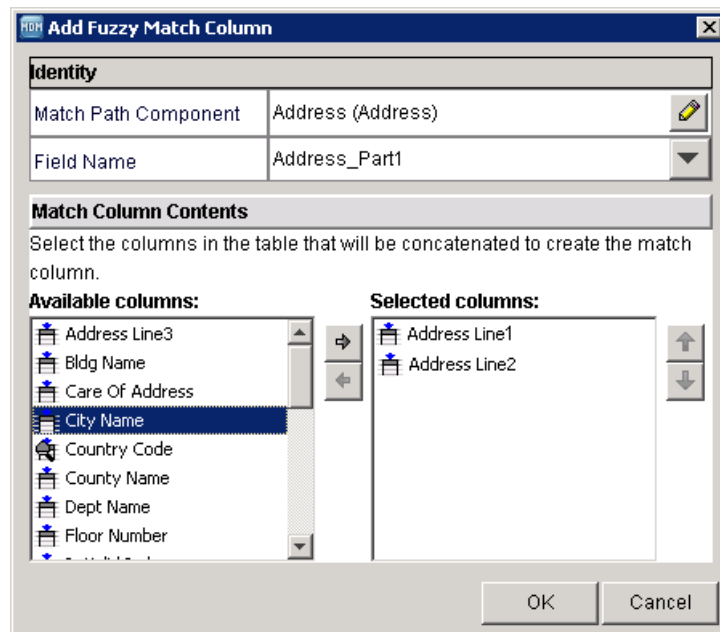 MDM Add Fuzzy Match Column
Identity
Match Path Component Address (Address)
Field Name Address_Part1
Match Column Contents
Select the columns in the table that will be concatenated to create the match
column.
Available columns: Selected columns:
Address Line3 Address Line1
Bldg Name Address Line2
Care Of Address
City Name
Country Code
County Name
Dept Name
Floor Number
OK Cancel